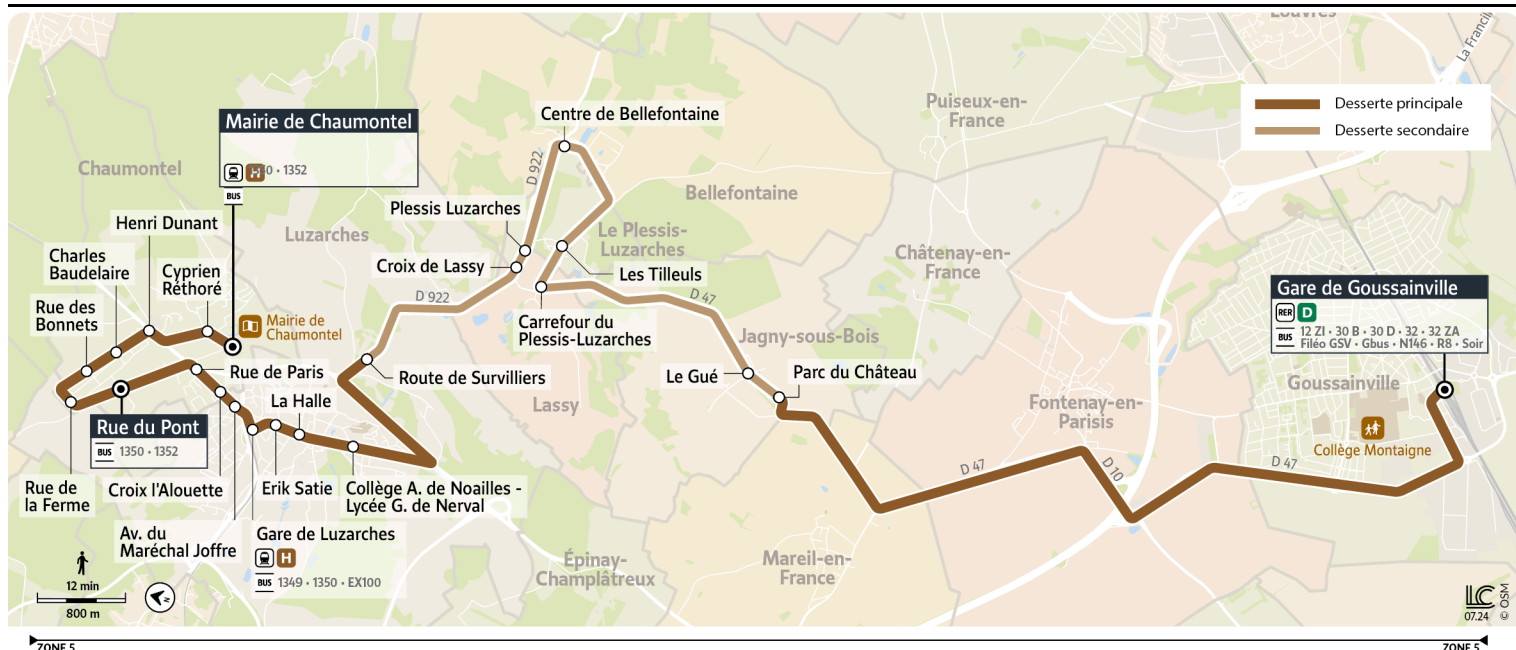 Louvres
La Francili
Puiseux-en-
France
Desserte principale
Desserte secondaire
Centre de Bellefontaine
Mairie de Chaumontel
H
0 • 1352
BUS
D 922
Chaumontel
Bellefontaine
Plessis Luzarches
Henri Dunant
Luzarches
Le Plessis-
Luzarches
Charles
Baudelaire
Croix de Lassy
Les Tilleuls
Châtenay-en-
France
Cyprien
Réthoré
Gare de Goussainville
RER D
BUS
12 ZI • 30 B • 30 D • 32 • 32 ZA
Filéo GSV • Gbus • N146 • R8 • Soir
D 922
D 47
Rue des
Bonnets
Mairie de
Chaumontel
Carrefour du
Plessis-Luzarches
Jagny-sous-Bois
Rue de Paris
Route de Survilliers
Le Gué
Parc du Château
Goussainville
La Halle
Lassy
Fontenay-en-
Parisis
Rue du Pont
BUS 1350 • 1352
Collège Montaigne
D 47
D 10
D 47
Rue de
la Ferme
Croix l'Alouette
Erik Satie
Collège A. de Noailles -
Lycée G. de Nerval
Av. du
Maréchal Joffre
Gare de Luzarches
H
BUS 1349 • 1350 • EX100
Épinay-
Champlâtreux
Mareil-en-
France
12 min
800 m
N
LC
07.24
© OSM
ZONE 5
ZONE 5